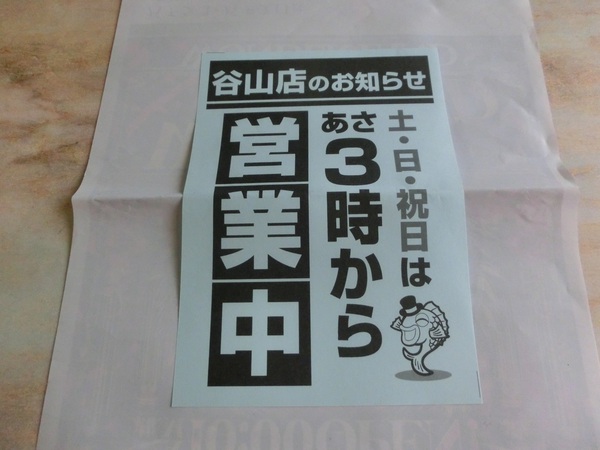 谷山店のお知らせ
土・日・祝日は
あさ
3時から
営業中